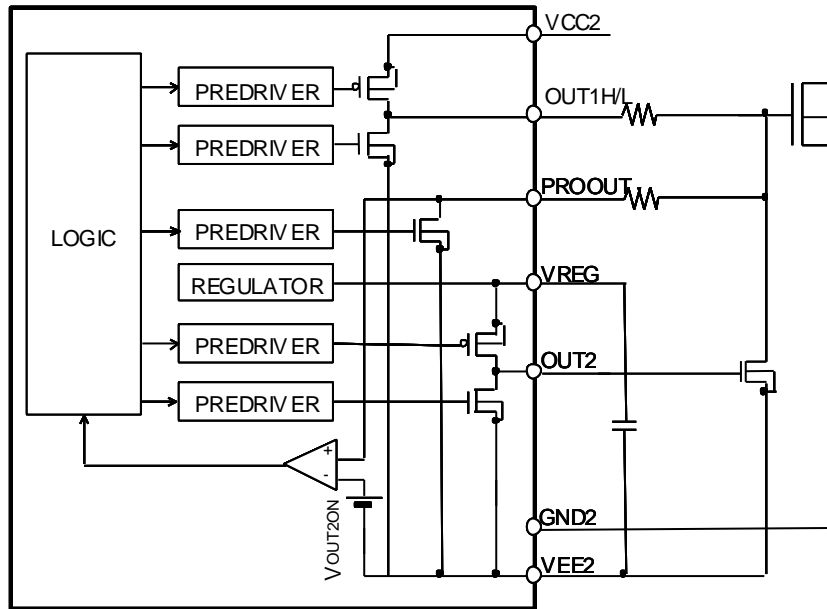 VCC2
PREDRIVER
OUT1H/L
PREDRIVER
PROOUT
LOGIC
PREDRIVER
REGULATOR
VREG
PREDRIVER
OUT2
PREDRIVER
+
-
VOUT2ON
GND2
VEE2